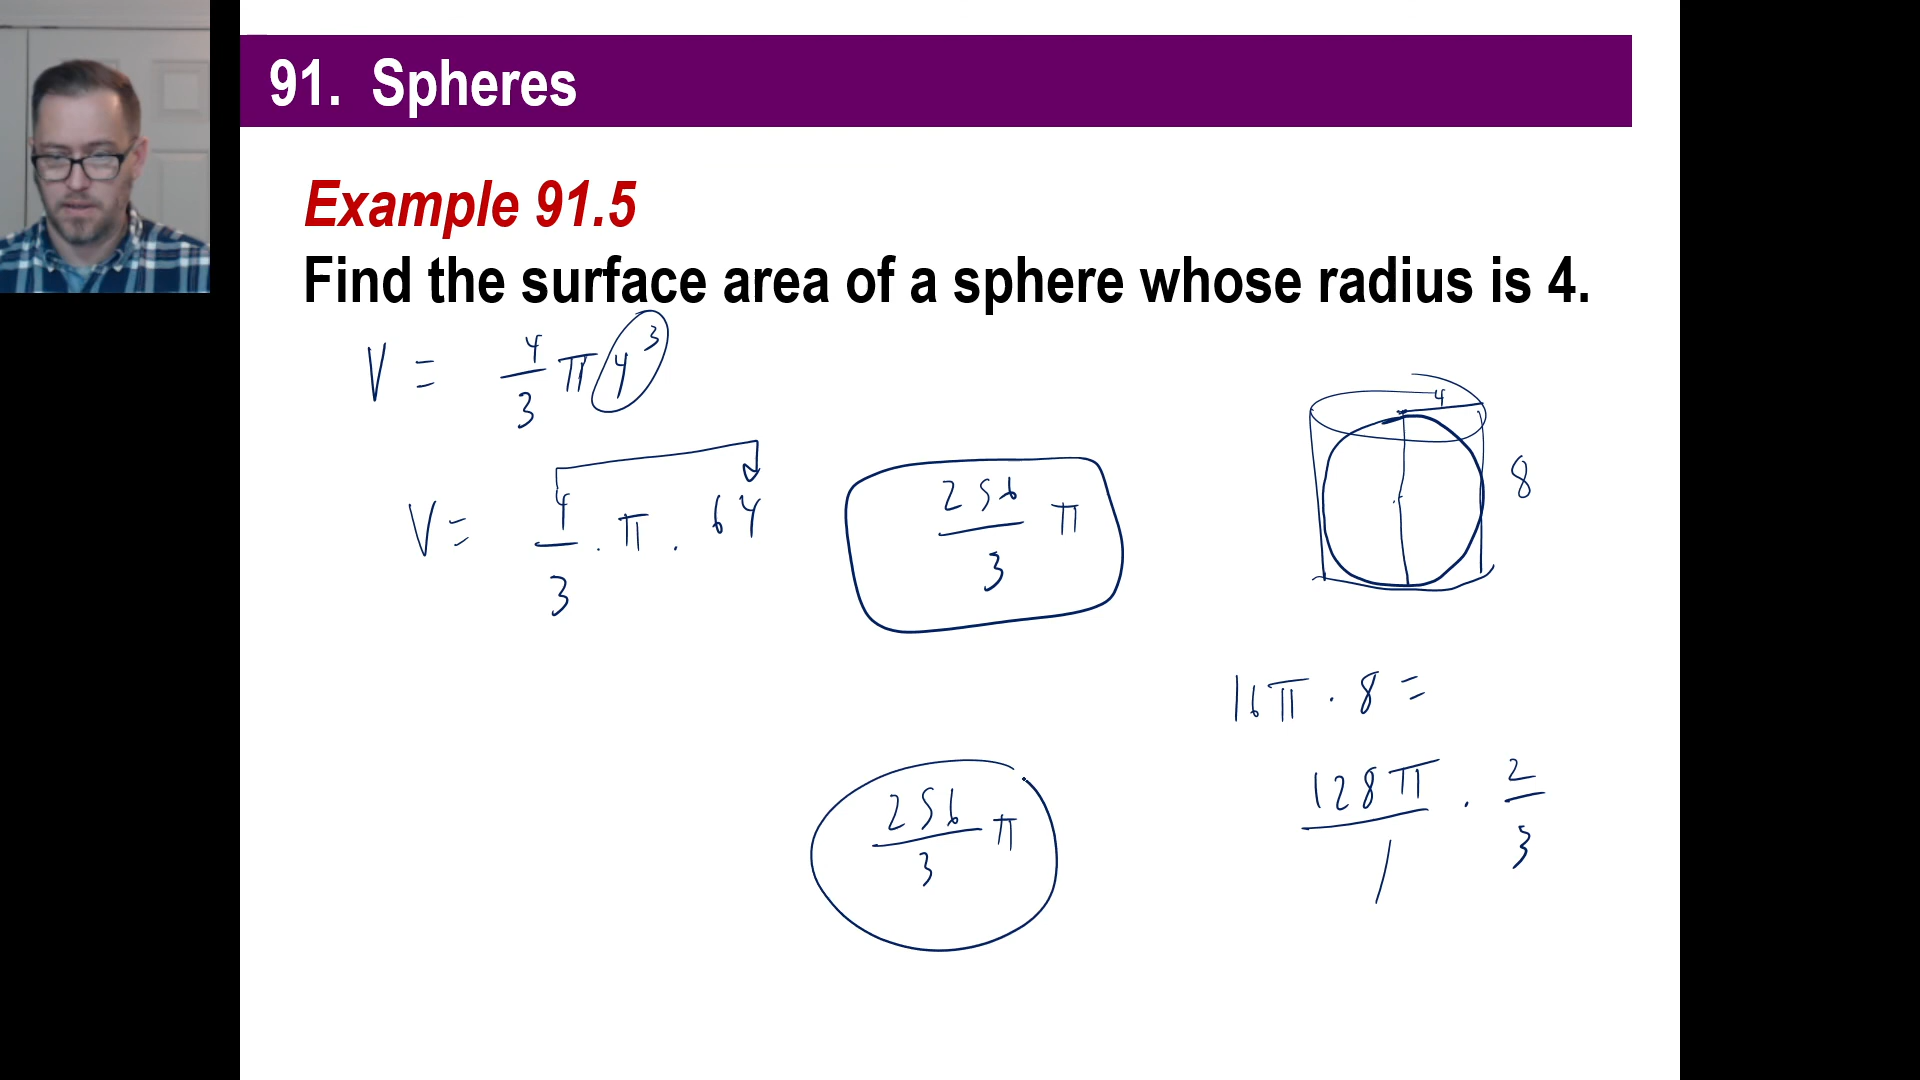 91. Spheres
Example 91.5
Find the surface area of a sphere whose radius is 4.
V = 4/3 π 4³
V = 4/3 · π · 64
256/3 π
4
8
16π · 8 =
128π/1 · 2/3
256/3 π